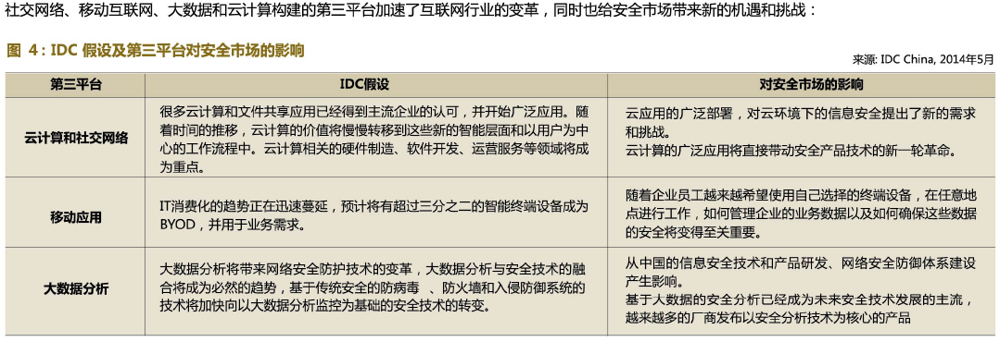 社交网络、移动互联网、大数据和云计算构建的第三平台加速了互联网行业的变革，同时也给安全市场带来新的机遇和挑战：
图 4：IDC 假设及第三平台对安全市场的影响
来源: IDC China, 2014年5月
第三平台
IDC假设
对安全市场的影响
云计算和社交网络
很多云计算和文件共享应用已经得到主流企业的认可，并开始广泛应用。随
着时间的推移，云计算的价值将慢慢转移到这些新的智能层面和以用户为中
心的工作流程中。云计算相关的硬件制造、软件开发、运营服务等领域将成
为重点。
云应用的广泛部署，对云环境下的信息安全提出了新的需求
和挑战。
云计算的广泛应用将直接带动安全产品技术的新一轮革命。
移动应用
IT消费化的趋势正在迅速蔓延，预计将有超过三分之二的智能终端设备成为
BYOD，并用于业务需求。
随着企业员工越来越希望使用自己选择的终端设备，在任意地
点进行工作，如何管理企业的业务数据以及如何确保这些数据
的安全将变得至关重要。
大数据分析
大数据分析将带来网络安全防护技术的变革，大数据分析与安全技术的融
合将成为必然的趋势，基于传统安全的防病毒 、防火墙和入侵防御系统的
技术将加快向以大数据分析监控为基础的安全技术的转变。
从中国的信息安全技术和产品研发、网络安全防御体系建设
产生影响。
基于大数据的安全分析已经成为未来安全技术发展的主流，
越来越多的厂商发布以安全分析技术为核心的产品